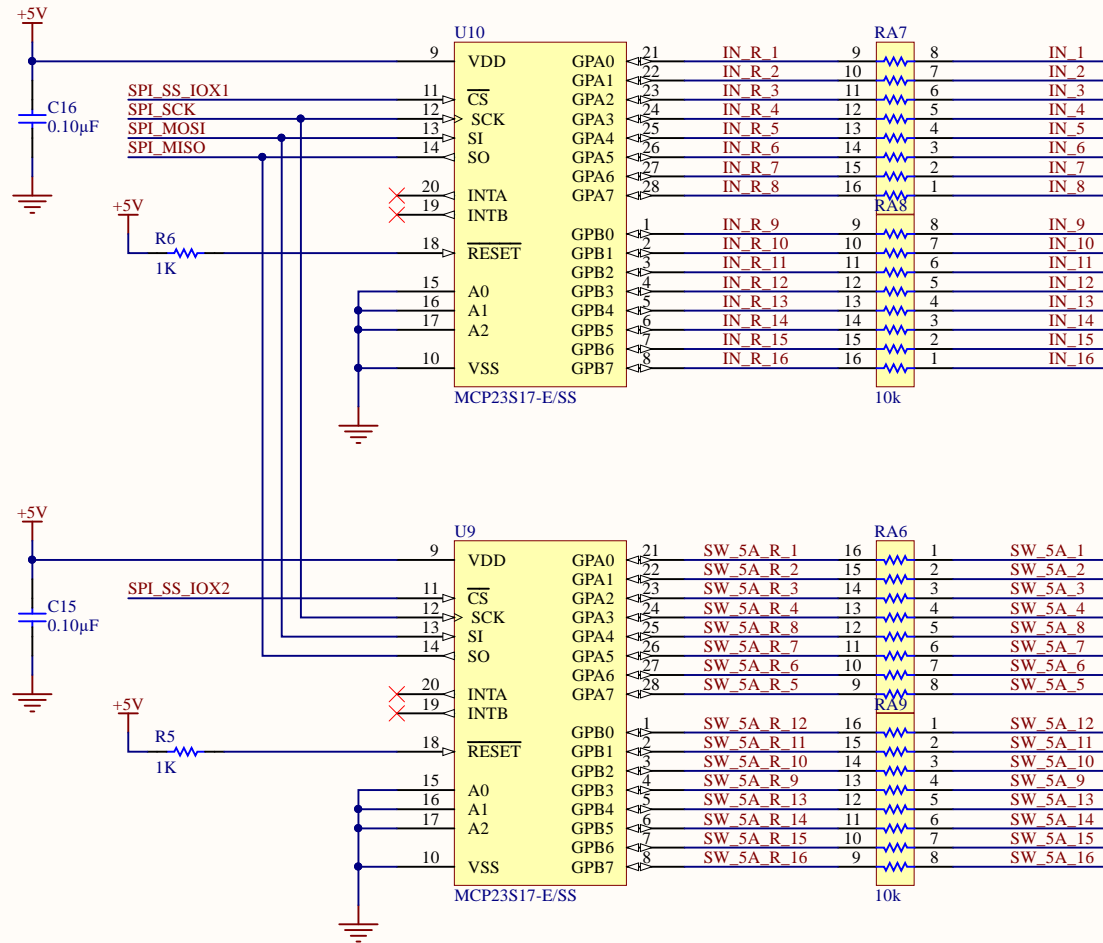 +5V
U10
RA7
9 VDD GPA0 21 IN_R_1 9 8 IN_1
GPA1 22 IN_R_2 10 7 IN_2
SPI_SS_IOX1 11 CS GPA2 23 IN_R_3 11 6 IN_3
C16
SPI_SCK 12 SCK GPA3 24 IN_R_4 12 5 IN_4
0.10µF
SPI_MOSI 13 SI GPA4 25 IN_R_5 13 4 IN_5
SPI_MISO 14 SO GPA5 26 IN_R_6 14 3 IN_6
GPA6 27 IN_R_7 15 2 IN_7
20 INTA GPA7 28 IN_R_8 16 1 IN_8
+5V
19 INTB
RA8
GPB0 1 IN_R_9 9 8 IN_9
R6
18 RESET GPB1 2 IN_R_10 10 7 IN_10
1K
GPB2 3 IN_R_11 11 6 IN_11
15 A0 GPB3 4 IN_R_12 12 5 IN_12
16 A1 GPB4 5 IN_R_13 13 4 IN_13
17 A2 GPB5 6 IN_R_14 14 3 IN_14
GPB6 7 IN_R_15 15 2 IN_15
10 VSS GPB7 8 IN_R_16 16 1 IN_16
MCP23S17-E/SS
10k
+5V
U9
RA6
9 VDD GPA0 21 SW_5A_R_1 16 1 SW_5A_1
GPA1 22 SW_5A_R_2 15 2 SW_5A_2
SPI_SS_IOX2 11 CS GPA2 23 SW_5A_R_3 14 3 SW_5A_3
C15
12 SCK GPA3 24 SW_5A_R_4 13 4 SW_5A_4
0.10µF
13 SI GPA4 25 SW_5A_R_8 12 5 SW_5A_8
14 SO GPA5 26 SW_5A_R_7 11 6 SW_5A_7
GPA6 27 SW_5A_R_6 10 7 SW_5A_6
20 INTA GPA7 28 SW_5A_R_5 9 8 SW_5A_5
+5V
19 INTB
RA9
GPB0 1 SW_5A_R_12 16 1 SW_5A_12
R5
18 RESET GPB1 2 SW_5A_R_11 15 2 SW_5A_11
1K
GPB2 3 SW_5A_R_10 14 3 SW_5A_10
15 A0 GPB3 4 SW_5A_R_9 13 4 SW_5A_9
16 A1 GPB4 5 SW_5A_R_13 12 5 SW_5A_13
17 A2 GPB5 6 SW_5A_R_14 11 6 SW_5A_14
GPB6 7 SW_5A_R_15 10 7 SW_5A_15
10 VSS GPB7 8 SW_5A_R_16 9 8 SW_5A_16
MCP23S17-E/SS
10k